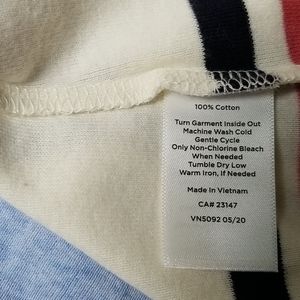 100% Cotton
Turn Garment Inside Out
Machine Wash Cold
Gentle Cycle
Only Non-Chlorine Bleach
When Needed
Tumble Dry Low
Warm Iron, If Needed
Made In Vietnam
CA# 23147
VN5092 05/20